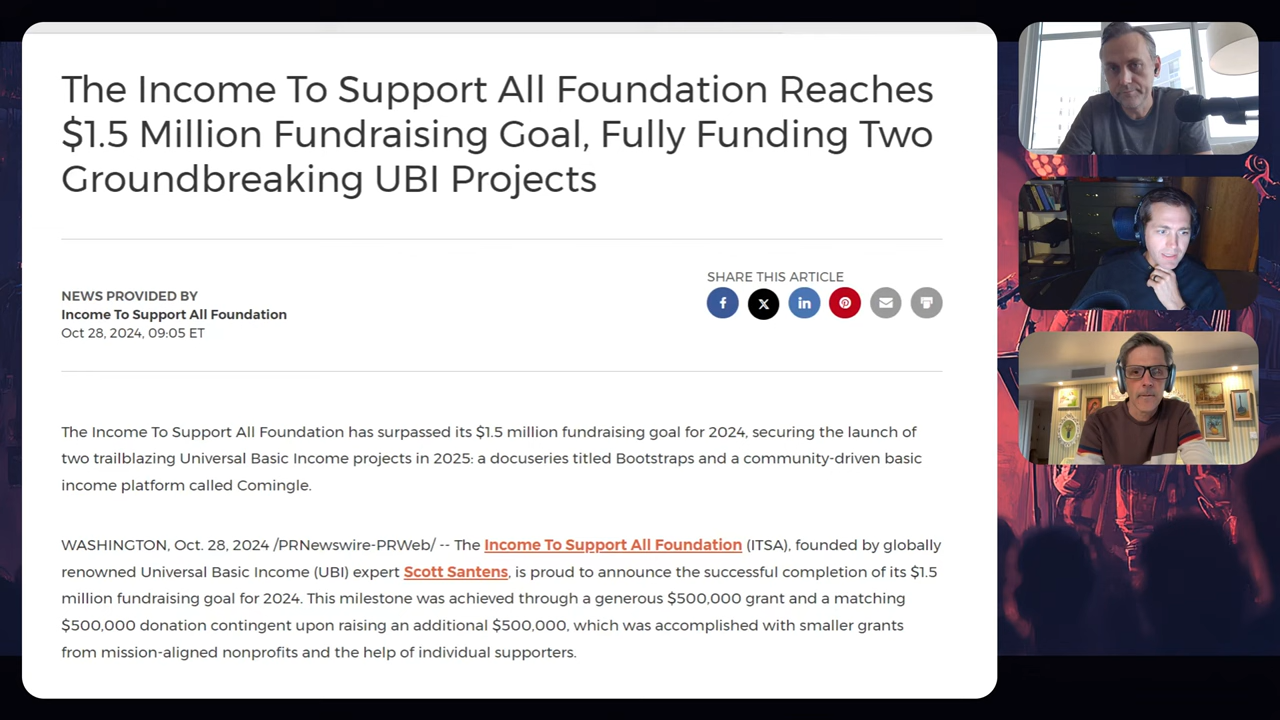 The Income To Support All Foundation Reaches
$1.5 Million Fundraising Goal, Fully Funding Two
Groundbreaking UBI Projects
SHARE THIS ARTICLE
NEWS PROVIDED BY
Income To Support All Foundation
Oct 28, 2024, 09:05 ET
The Income To Support All Foundation has surpassed its $1.5 million fundraising goal for 2024, securing the launch of
two trailblazing Universal Basic Income projects in 2025: a docuseries titled Bootstraps and a community-driven basic
income platform called Comingle.
WASHINGTON, Oct. 28, 2024 /PRNewswire-PRWeb/ -- The Income To Support All Foundation (ITSA), founded by globally
renowned Universal Basic Income (UBI) expert Scott Santens, is proud to announce the successful completion of its $1.5
million fundraising goal for 2024. This milestone was achieved through a generous $500,000 grant and a matching
$500,000 donation contingent upon raising an additional $500,000, which was accomplished with smaller grants
from mission-aligned nonprofits and the help of individual supporters.